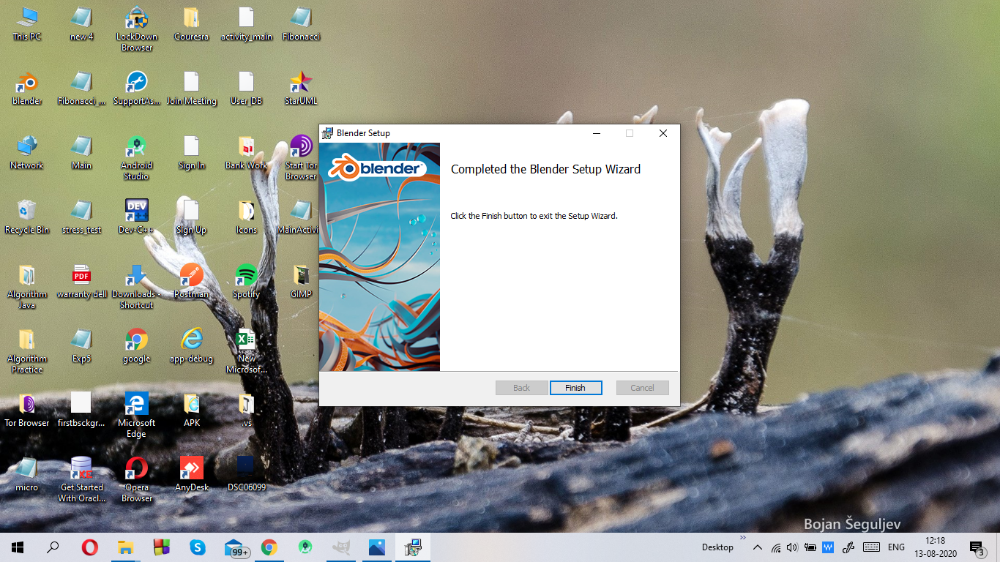 This PC
new 4
LockDown
Browser
Couresra
activity_main
Fibonacci
blender
Fibonacci_...
SupportAs...
Join Meeting
User_DB
StarUML
Network
Main
Android
Studio
Sign In
Bank Work
Start Tor
Browser
Recycle Bin
stress_test
DEV
C++
Dev-C++
Sign Up
Icons
MainActivi
Algorithm
Java
PDF
warranty dell
Downloads -
Shortcut
Postman
Spotify
GIMP
Algorithm
Practice
Exp5
google
app-debug
New
Microsof...
Tor Browser
firstbsckgr...
Microsoft
Edge
APK
.vs
micro
XE
Get Started
With Oracl...
Opera
Browser
AnyDesk
DSC06099
Blender Setup
blender
Completed the Blender Setup Wizard
Click the Finish button to exit the Setup Wizard.
Back
Finish
Cancel
Bojan Šeguljev
99+
Desktop
ENG
12:18
13-08-2020
3